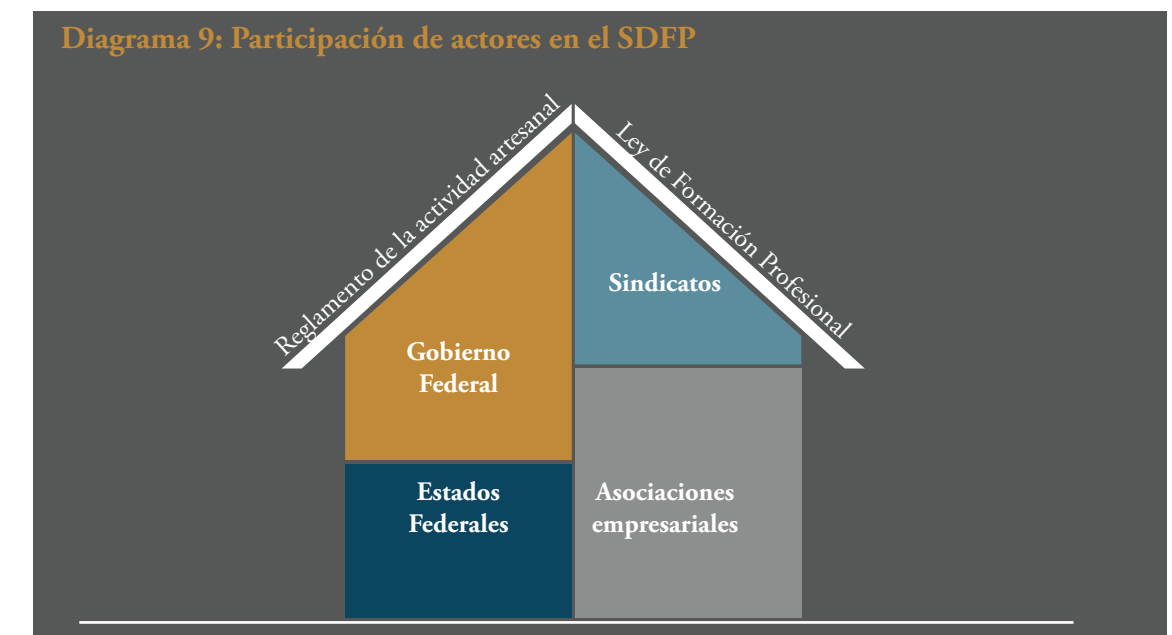 Diagrama 9: Participación de actores en el SDFP
Reglamento de la actividad artesanal
Ley de Formación Profesional
Sindicatos
Gobierno
Federal
Estados
Federales
Asociaciones
empresariales